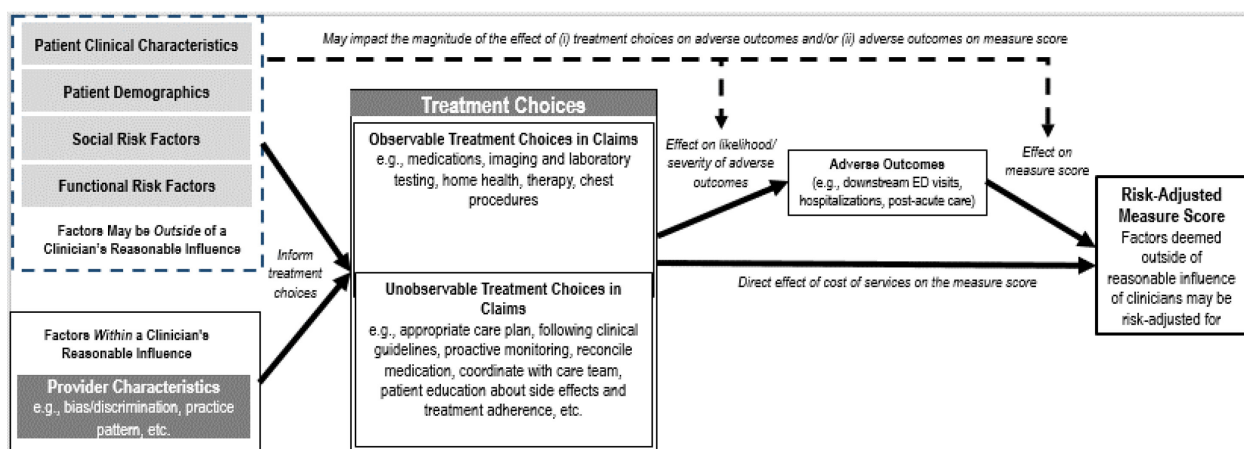 Patient Clinical Characteristics
Patient Demographics
Social Risk Factors
Functional Risk Factors
Factors May be Outside of a
Clinician's Reasonable Influence
Factors Within a Clinician's
Reasonable Influence
Provider Characteristics
e.g., bias/discrimination, practice
pattern, etc.
Inform
treatment
choices
May impact the magnitude of the effect of (i) treatment choices on adverse outcomes and/or (ii) adverse outcomes on measure score
Treatment Choices
Observable Treatment Choices in Claims
e.g., medications, imaging and laboratory
testing, home health, therapy, chest
procedures
Unobservable Treatment Choices in
Claims
e.g., appropriate care plan, following clinical
guidelines, proactive monitoring, reconcile
medication, coordinate with care team,
patient education about side effects and
treatment adherence, etc.
Effect on likelihood/
severity of adverse
outcomes
Adverse Outcomes
(e.g., downstream ED visits,
hospitalizations, post-acute care)
Effect on
measure score
Direct effect of cost of services on the measure score
Risk-Adjusted
Measure Score
Factors deemed
outside of
reasonable influence
of clinicians may be
risk-adjusted for